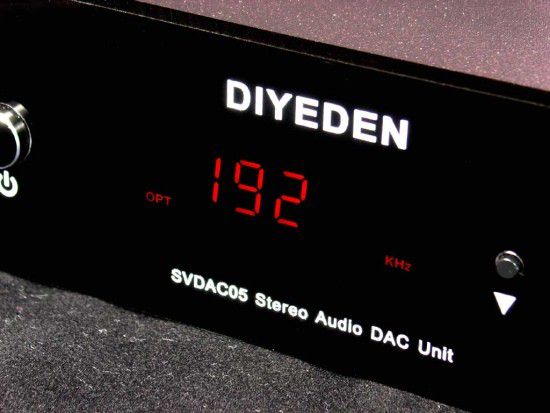 DIYEDEN
OPT 192 KHz
SVDAC05 Stereo Audio DAC Unit